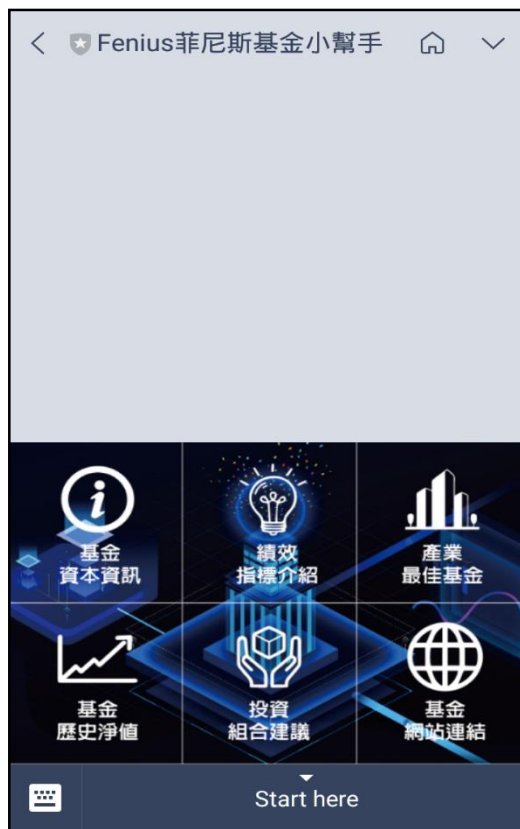 Fenius菲尼斯基金小幫手
基金
資本資訊
績效
指標介紹
產業
最佳基金
基金
歷史淨值
投資
組合建議
基金
網站連結
Start here